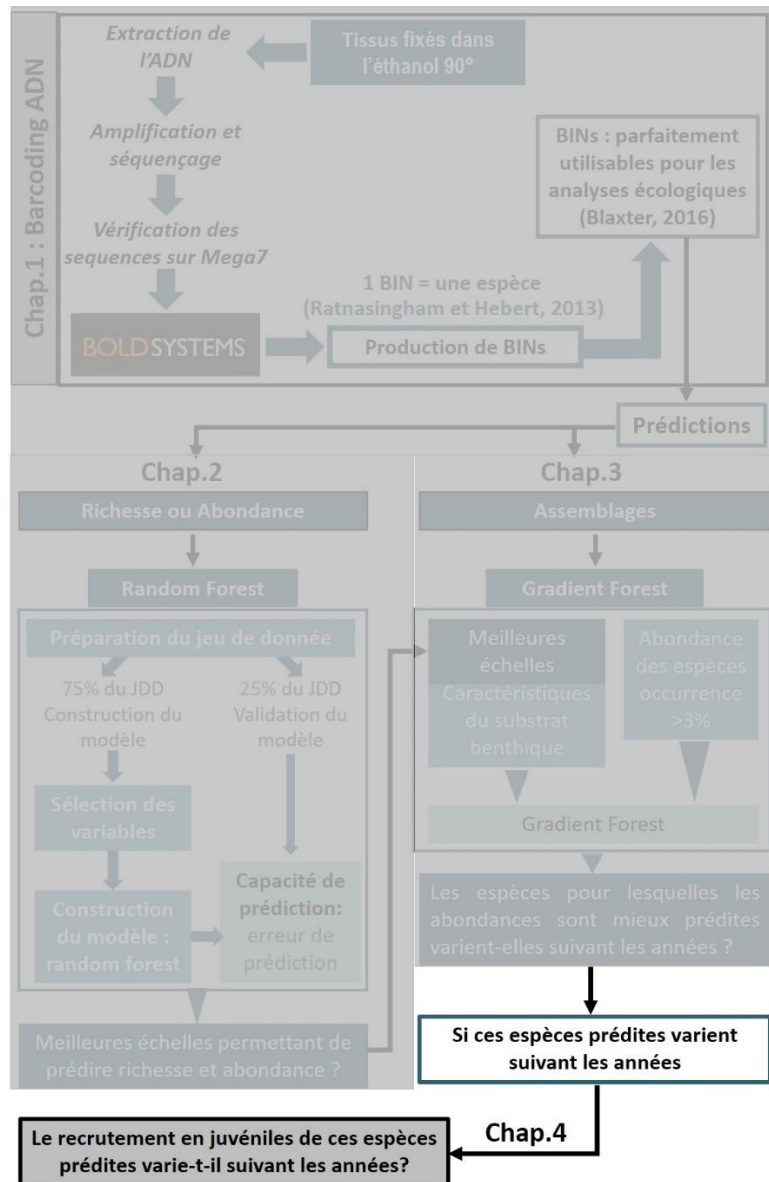 Chap.1 : Barcoding ADN
Extraction de
l'ADN
Tissus fixés dans
l'éthanol 90°
Amplification et
séquençage
Vérification des
sequences sur Mega7
BOLDSYSTEMS
1 BIN = une espèce
(Ratnasingham et Hebert, 2013)
Production de BINs
BINs : parfaitement
utilisables pour les
analyses écologiques
(Blaxter, 2016)
Prédictions
Chap.2
Richesse ou Abondance
Random Forest
Préparation du jeu de donnée
75% du JDD
Construction du
modèle
25% du JDD
Validation du
modèle
Sélection des
variables
Construction
du modèle :
random forest
Capacité de
prédiction:
erreur de
prédiction
Meilleures échelles permettant de
prédire richesse et abondance ?
Chap.3
Assemblages
Gradient Forest
Meilleures
échelles
Caractéristiques
du substrat
benthique
Abondance
des espèces
occurrence
>3%
Gradient Forest
Les espèces pour lesquelles les
abondances sont mieux prédites
varient-elles suivant les années ?
Si ces espèces prédites varient
suivant les années
Chap.4
Le recrutement en juvéniles de ces espèces
prédites varie-t-il suivant les années?